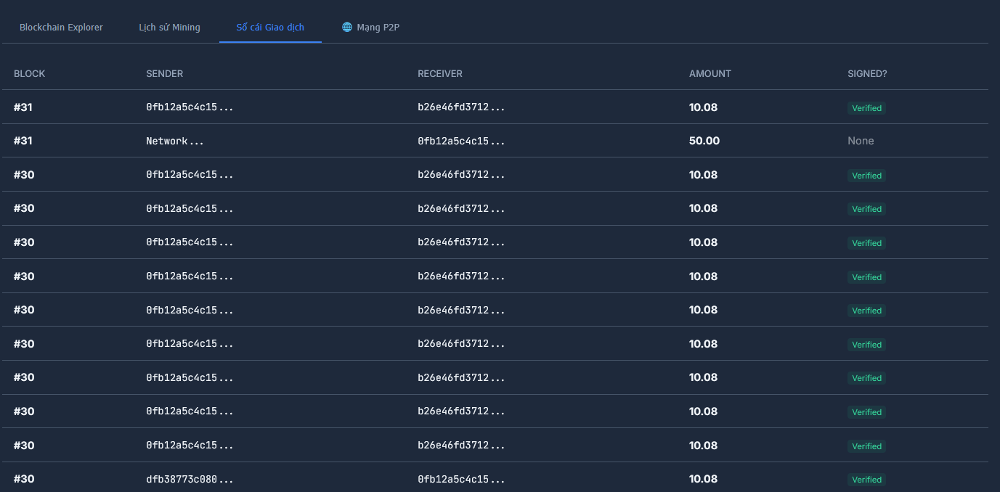 Blockchain Explorer Lịch sử Mining Sổ cái Giao dịch 🌐 Mạng P2P
BLOCK SENDER RECEIVER AMOUNT SIGNED?
#31 0fb12a5c4c15... b26e46fd3712... 10.08 Verified
#31 Network... 0fb12a5c4c15... 50.00 None
#30 0fb12a5c4c15... b26e46fd3712... 10.08 Verified
#30 0fb12a5c4c15... b26e46fd3712... 10.08 Verified
#30 0fb12a5c4c15... b26e46fd3712... 10.08 Verified
#30 0fb12a5c4c15... b26e46fd3712... 10.08 Verified
#30 0fb12a5c4c15... b26e46fd3712... 10.08 Verified
#30 0fb12a5c4c15... b26e46fd3712... 10.08 Verified
#30 0fb12a5c4c15... b26e46fd3712... 10.08 Verified
#30 0fb12a5c4c15... b26e46fd3712... 10.08 Verified
#30 0fb12a5c4c15... b26e46fd3712... 10.08 Verified
#30 dfb38773c080... 0fb12a5c4c15... 10.08 Verified